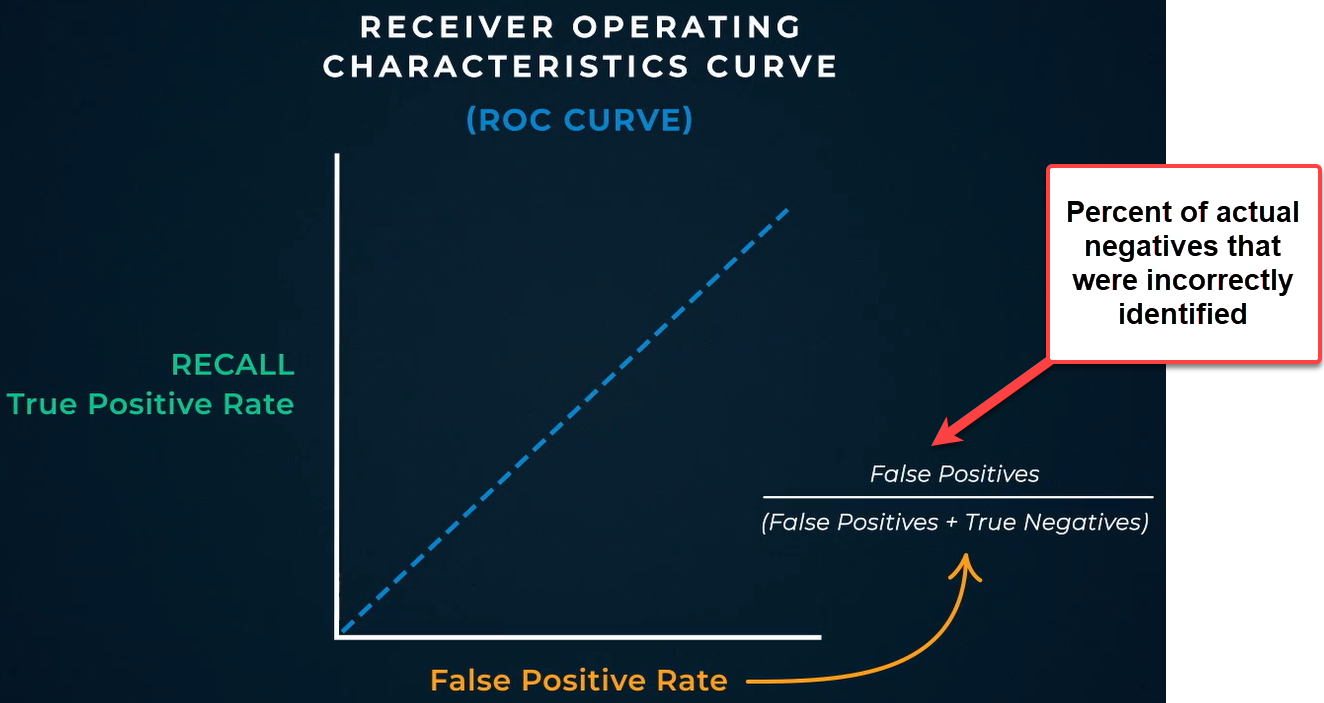 RECEIVER OPERATING
CHARACTERISTICS CURVE
(ROC CURVE)
Percent of actual
negatives that
were incorrectly
identified
RECALL
True Positive Rate
False Positives
(False Positives + True Negatives)
False Positive Rate